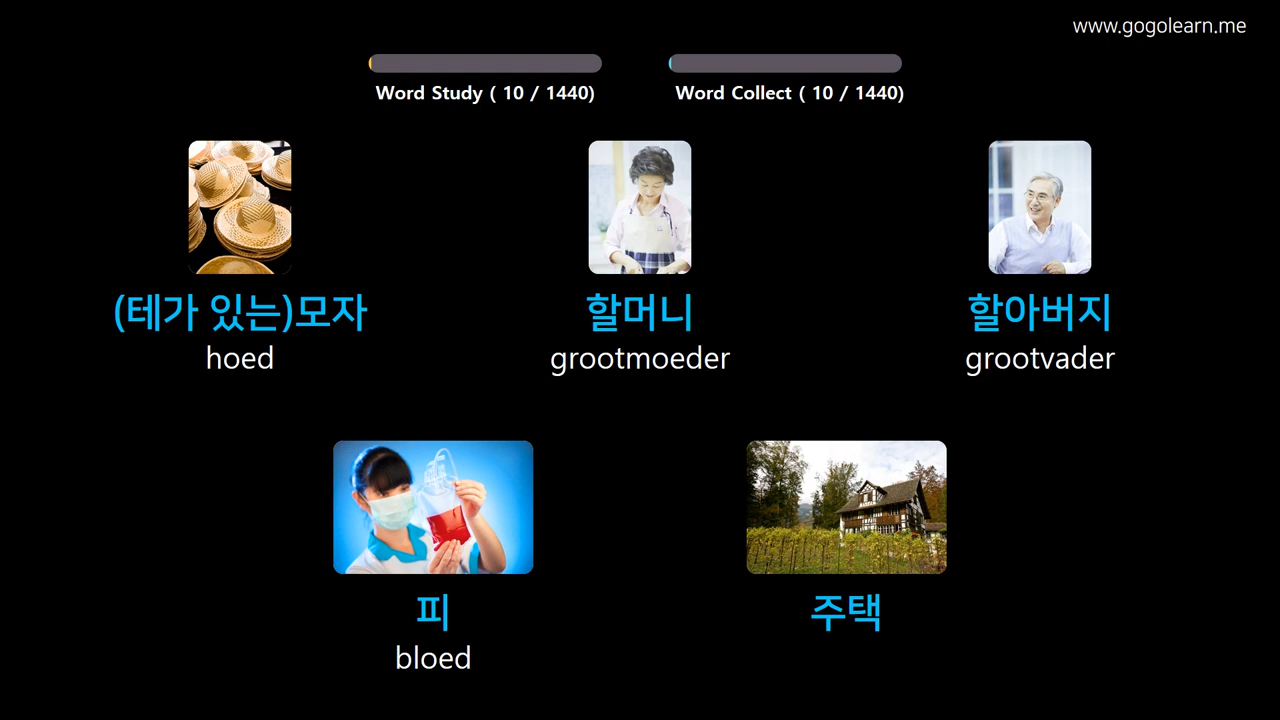 www.gogolearn.me
Word Study ( 10 / 1440)
Word Collect ( 10 / 1440)
(테가 있는)모자
hoed
할머니
grootmoeder
할아버지
grootvader
피
bloed
주택